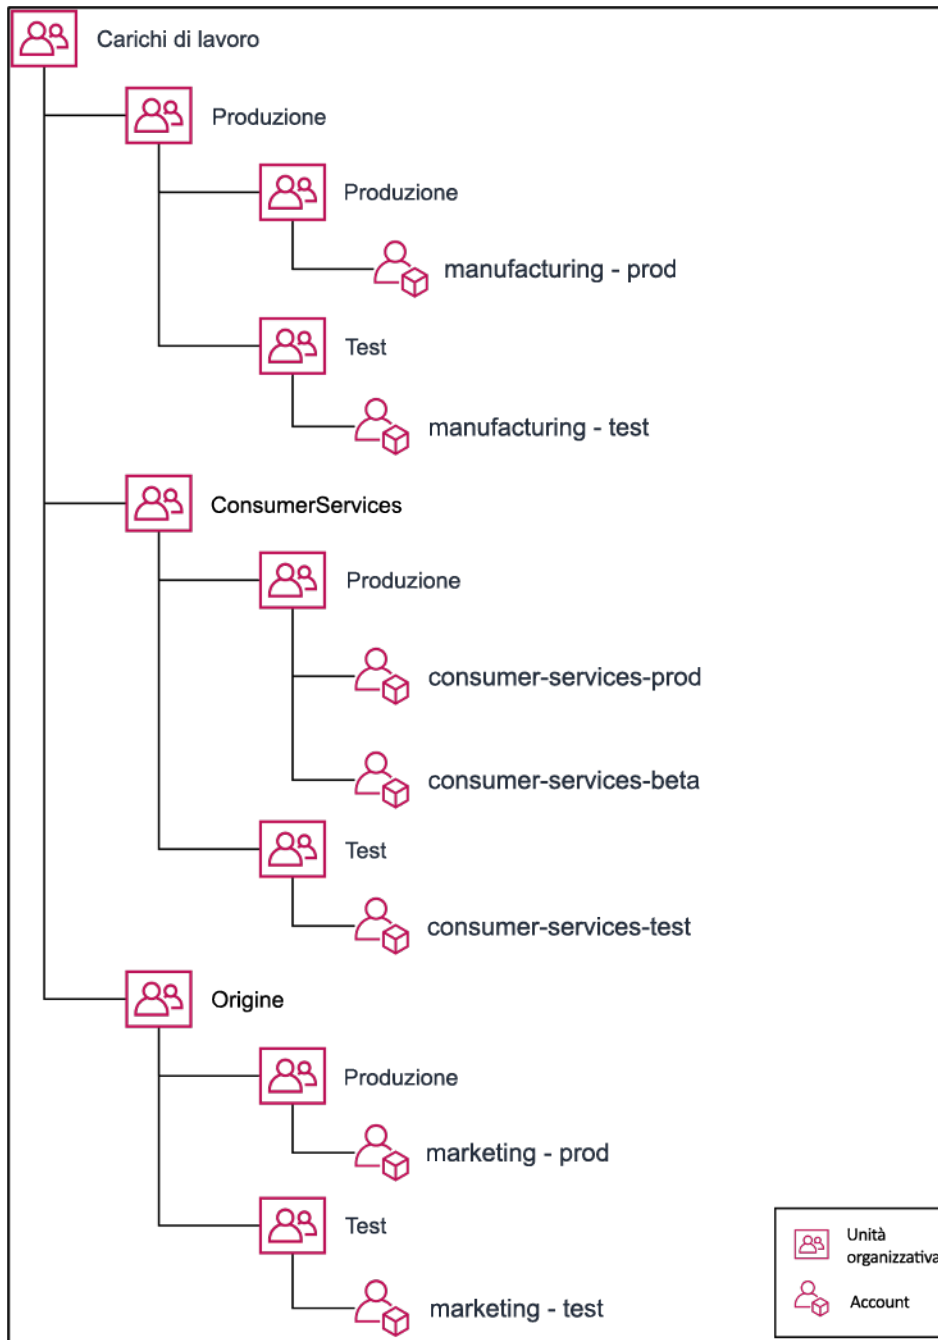 Carichi di lavoro
Produzione
Produzione
manufacturing - prod
Test
manufacturing - test
ConsumerServices
Produzione
consumer-services-prod
consumer-services-beta
Test
consumer-services-test
Origine
Produzione
marketing - prod
Test
marketing - test
Unità
organizzativa
Account